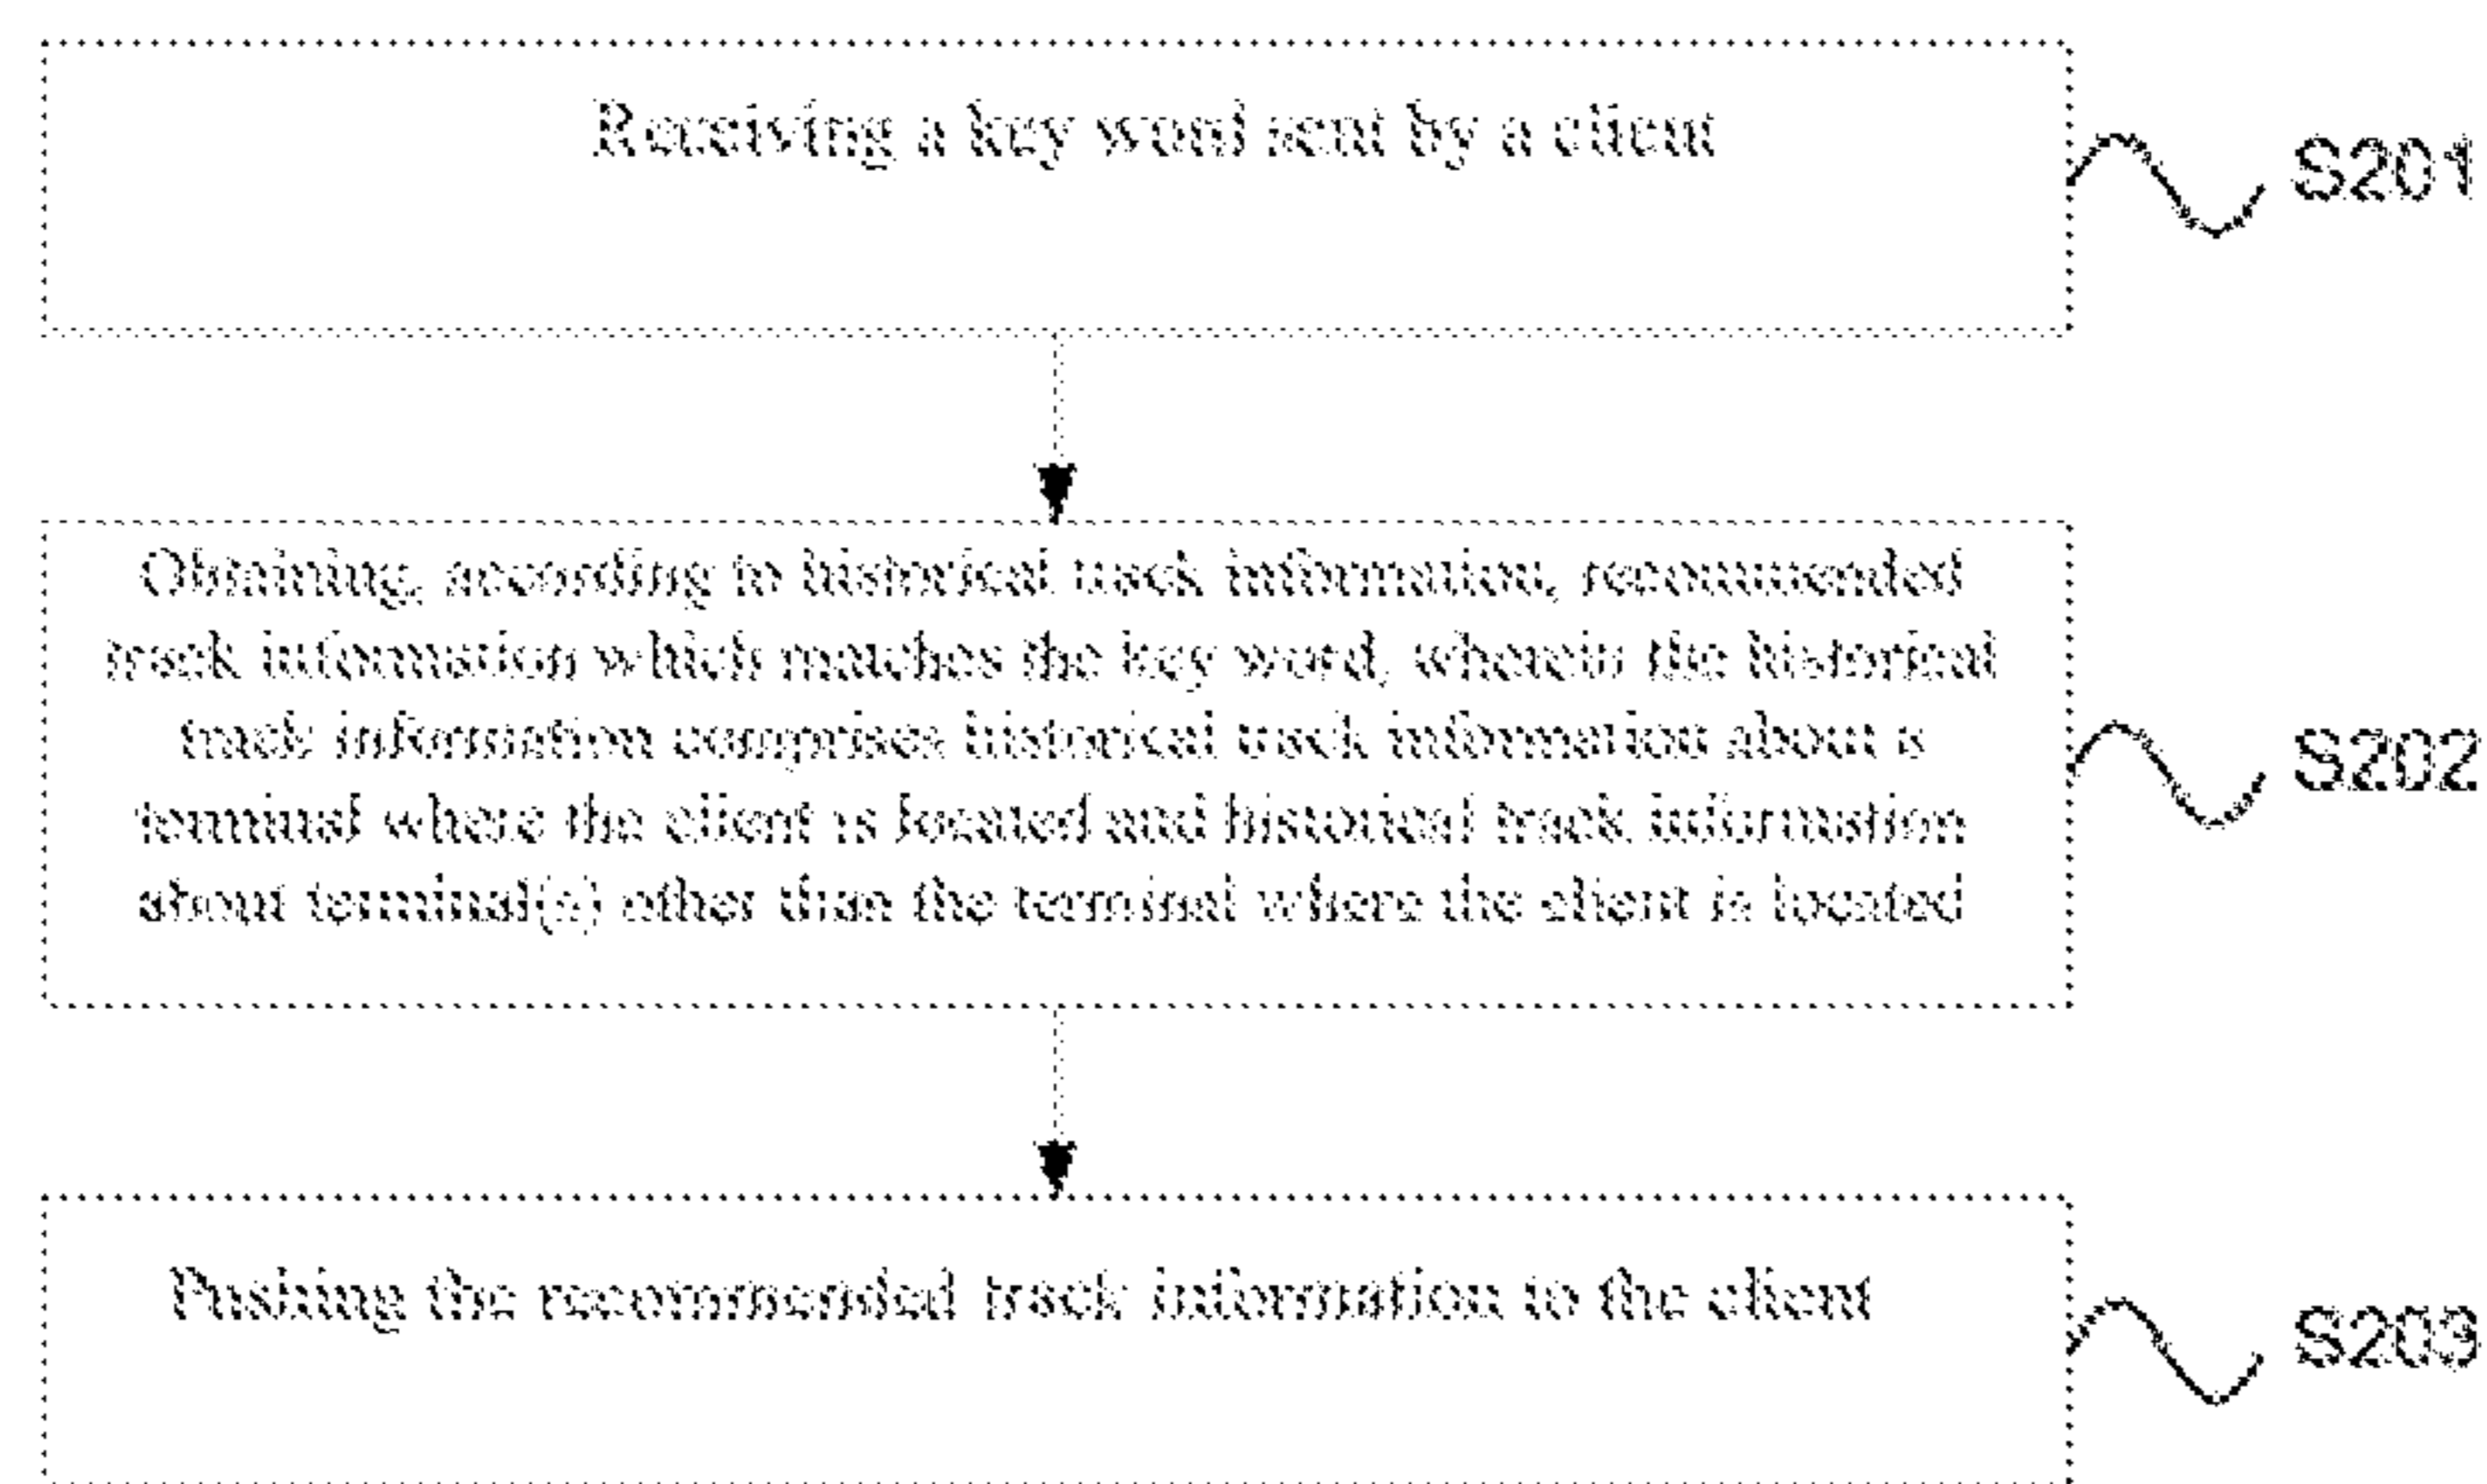 Receiving a key word sent by a client
S201
Obtaining, according to historical track information, recommended
track information which matches the key word, wherein the historical
track information comprises historical track information about a
terminal where the client is located and historical track information
about terminal(s) other than the terminal where the client is located
S202
Pushing the recommended track information to the client
S203